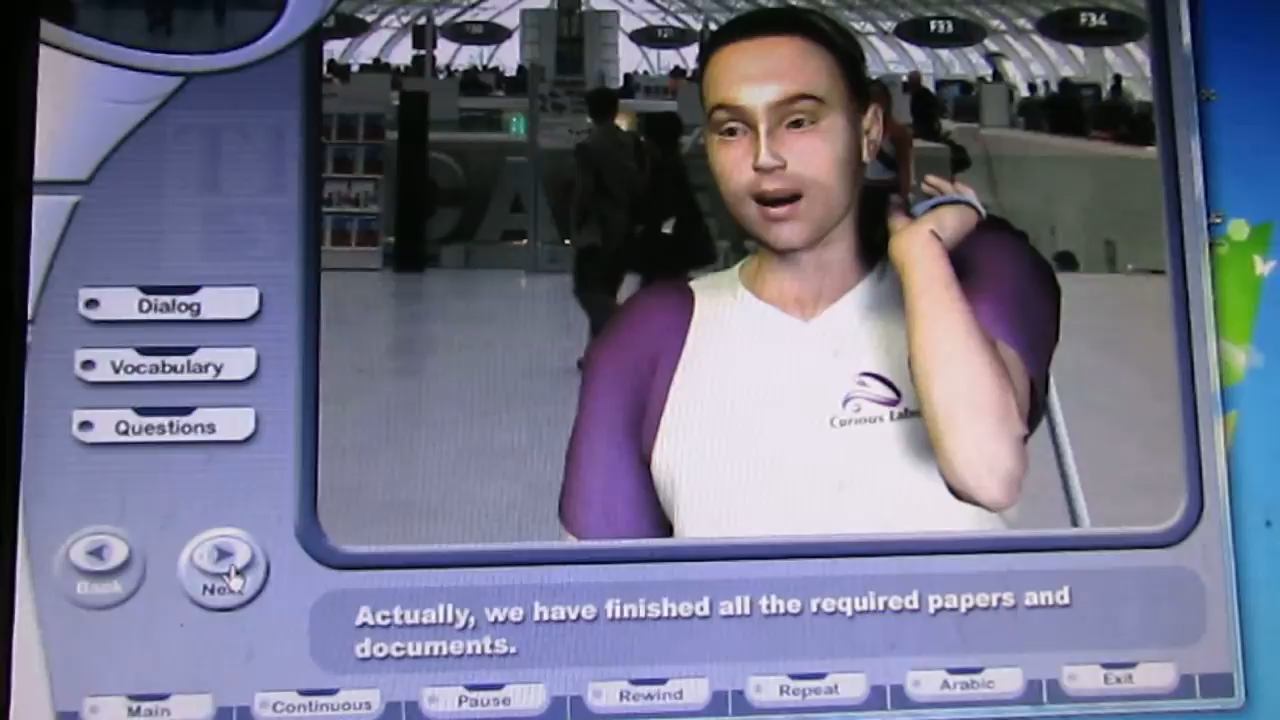 F33
F34
CA
Dialog
Vocabulary
Questions
Curious Labs
Back
Next
Actually, we have finished all the required papers and
documents.
Main
Continuous
Pause
Rewind
Repeat
Arabic
Exit